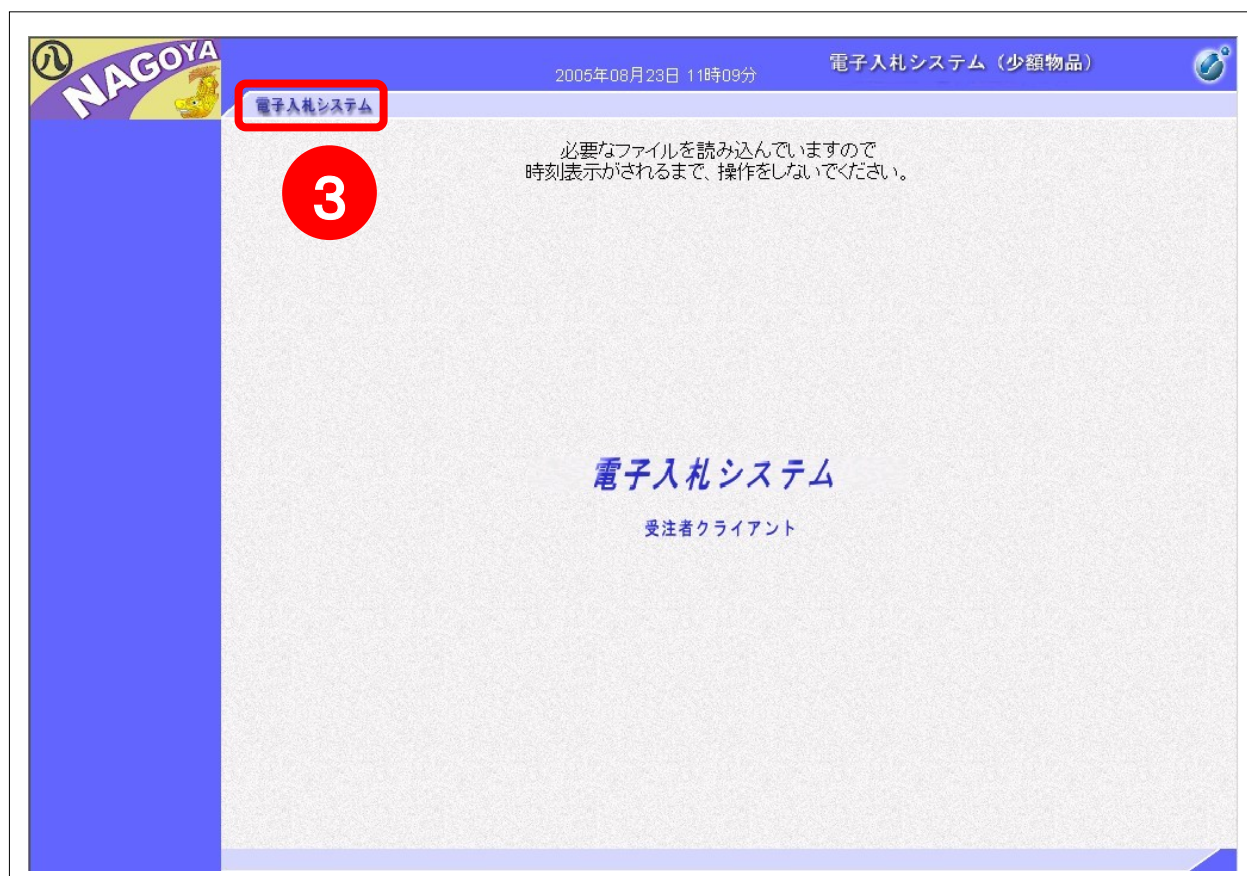 八
NAGOYA
2005年08月23日 11時09分
電子入札システム（少額物品）
電子入札システム
3
必要なファイルを読み込んでいますので
時刻表示がされるまで、操作をしないでください。
電子入札システム
受注者クライアント